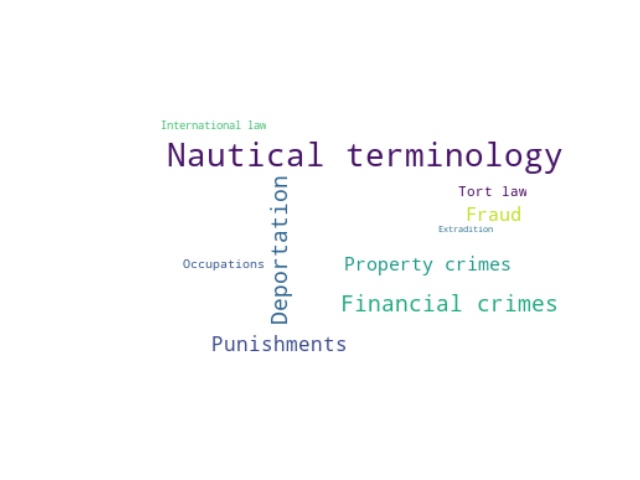 International law
Nautical terminology
Deportation
Tort law
Fraud
Extradition
Occupations
Property crimes
Financial crimes
Punishments